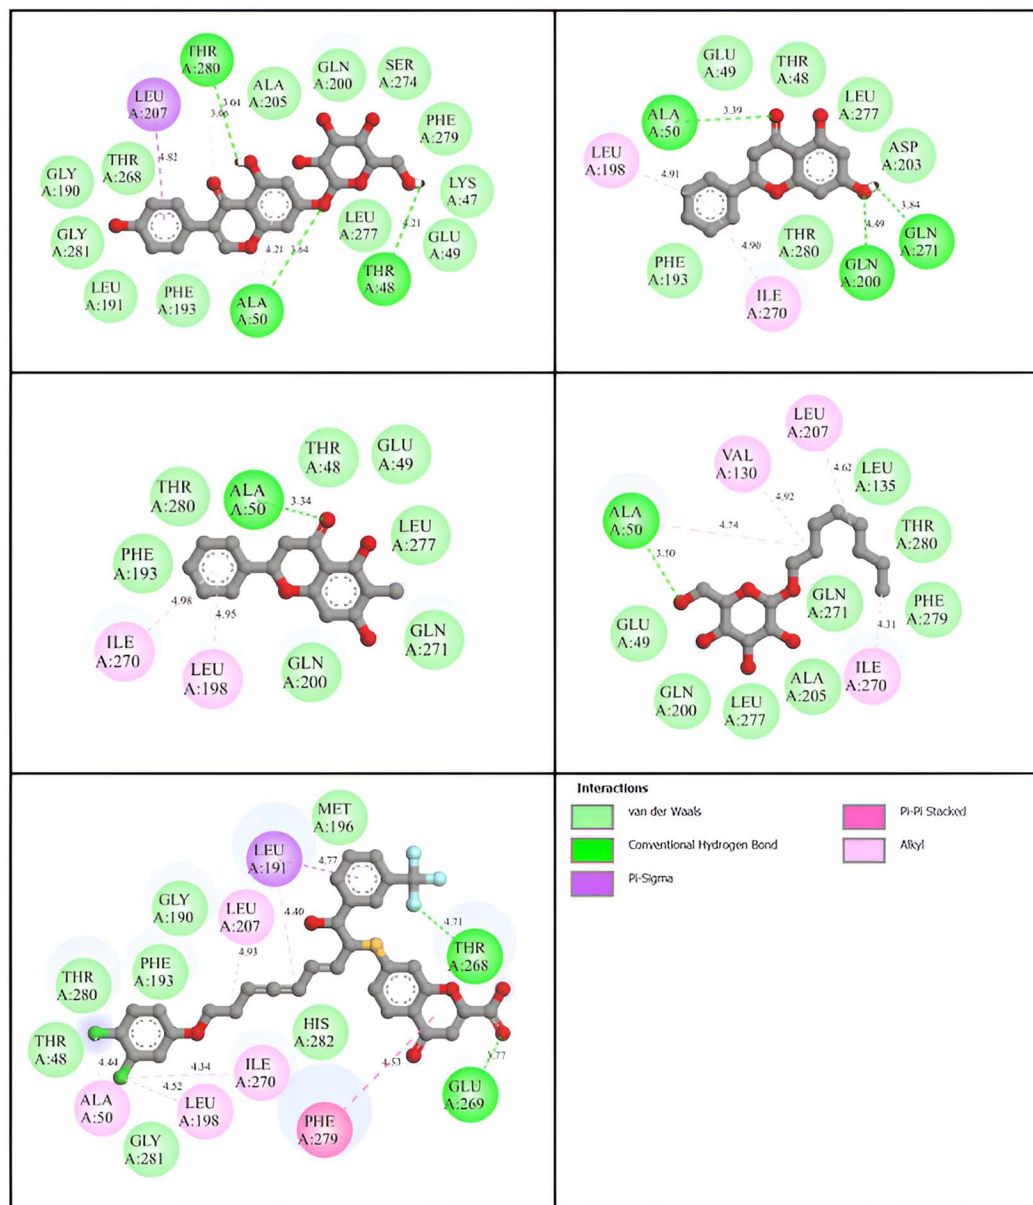 THR
A:280
LEU
A:207
ALA
A:205
GLN
A:200
SER
A:274
PHE
A:279
THR
A:268
GLY
A:190
LYS
A:47
GLY
A:281
LEU
A:277
GLU
A:49
LEU
A:191
PHE
A:193
ALA
A:50
THR
A:48
4.82
4.21
3.64
4.21
GLU
A:49
THR
A:48
LEU
A:277
ALA
A:50
LEU
A:198
ASP
A:203
THR
A:280
GLN
A:271
PHE
A:193
GLN
A:200
ILE
A:270
3.39
4.91
4.90
4.49
3.84
THR
A:48
GLU
A:49
THR
A:280
ALA
A:50
LEU
A:277
PHE
A:193
GLN
A:271
ILE
A:270
GLN
A:200
LEU
A:198
3.34
4.98
4.95
LEU
A:207
VAL
A:130
LEU
A:135
ALA
A:50
THR
A:280
GLN
A:271
PHE
A:279
GLU
A:49
ALA
A:205
ILE
A:270
GLN
A:200
LEU
A:277
4.62
4.92
4.74
4.31
MET
A:196
LEU
A:191
GLY
A:190
LEU
A:207
THR
A:268
THR
A:280
PHE
A:193
HIS
A:282
THR
A:48
ILE
A:270
ALA
A:50
LEU
A:198
GLU
A:269
PHE
A:279
GLY
A:281
4.77
4.40
4.71
4.93
4.34
4.52
4.53
Interactions
van der Waals
Conventional Hydrogen Bond
Pi-Sigma
Pi-Pi Stacked
Alkyl